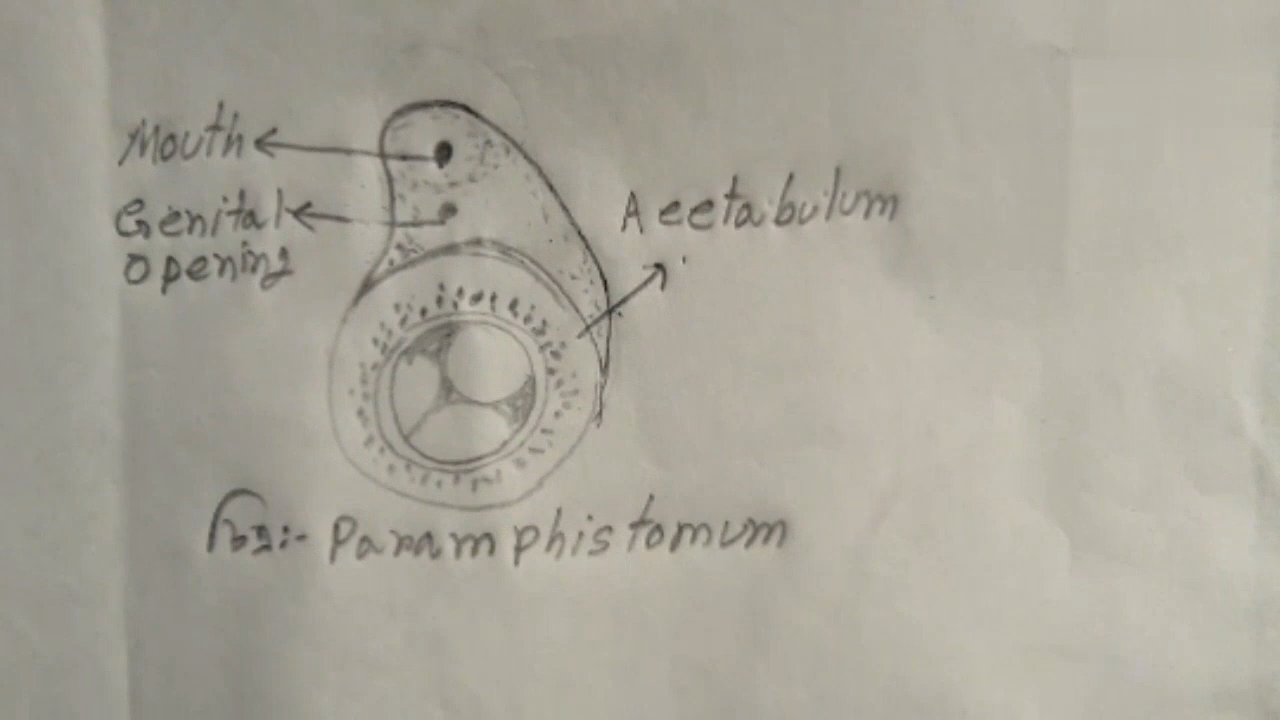 Mouth
Genital
opening
Acetabulum
চিত্র:- Paramphistomum